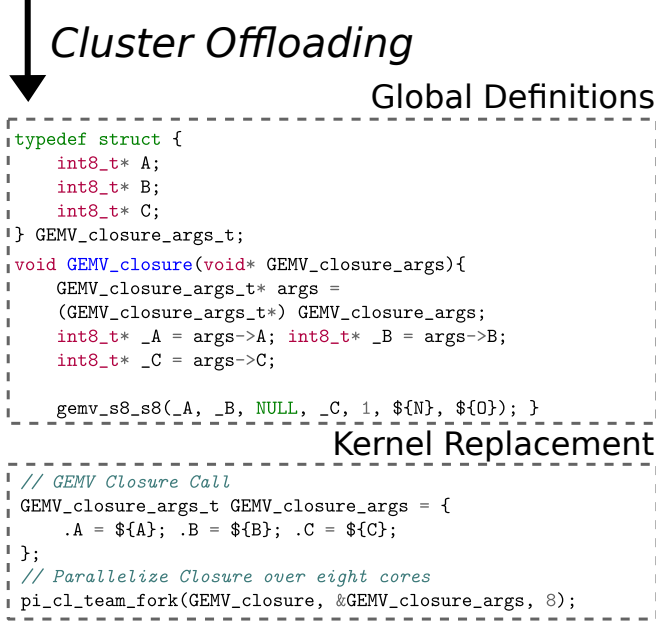 Cluster Offloading
Global Definitions
typedef struct {
    int8_t* A;
    int8_t* B;
    int8_t* C;
} GEMV_closure_args_t;
void GEMV_closure(void* GEMV_closure_args){
    GEMV_closure_args_t* args =
    (GEMV_closure_args_t*) GEMV_closure_args;
    int8_t* _A = args->A; int8_t* _B = args->B;
    int8_t* _C = args->C;
    gemv_s8_s8(_A, _B, NULL, _C, 1, ${N}, ${O}); }
Kernel Replacement
// GEMV Closure Call
GEMV_closure_args_t GEMV_closure_args = {
    .A = ${A}; .B = ${B}; .C = ${C};
};
// Parallelize Closure over eight cores
pi_cl_team_fork(GEMV_closure, &GEMV_closure_args, 8);